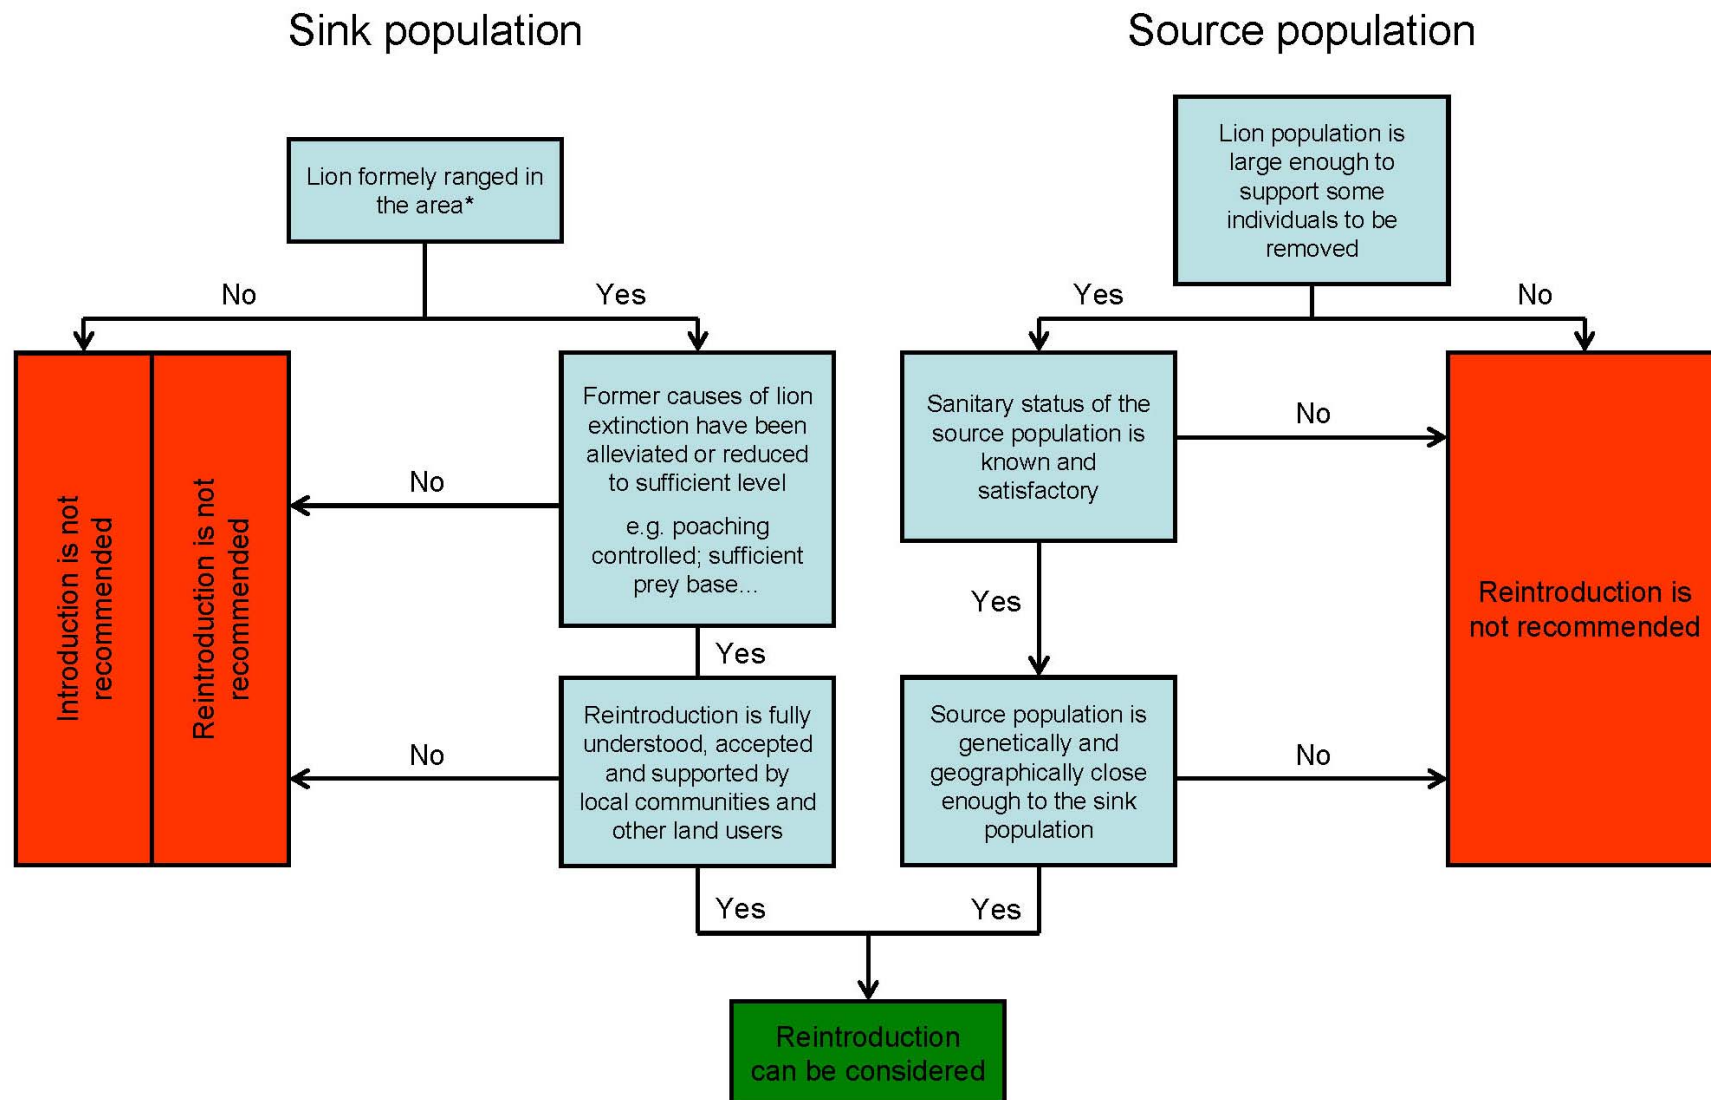 Sink population
Lion formely ranged in
the area*
No
Yes
Introduction is not
recommended
Reintroduction is not
recommended
Former causes of lion
extinction have been
alleviated or reduced
to sufficient level
e.g. poaching
controlled; sufficient
prey base...
No
Yes
Reintroduction is fully
understood, accepted
and supported by
local communities and
other land users
No
Yes
Source population
Lion population is
large enough to
support some
individuals to be
removed
Yes
No
Sanitary status of the
source population is
known and
satisfactory
No
Yes
Source population is
genetically and
geographically close
enough to the sink
population
No
Yes
Reintroduction is
not recommended
Reintroduction
can be considered